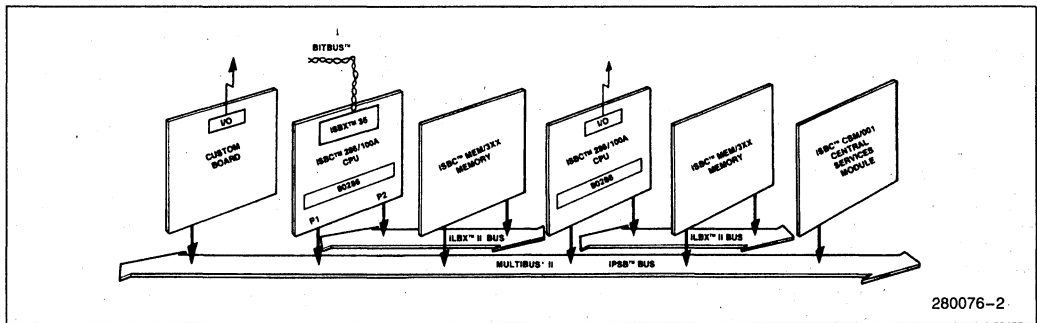 BITBUS™
I/O
CUSTOM
BOARD
ISBX™ 35
ISBC™ 286/100A
CPU
80286
P1
P2
ISBC™ MEM/3XX
MEMORY
I/O
ISBC™ 286/100A
CPU
80286
ISBC™ MEM/3XX
MEMORY
ISBC™ CSM/001
CENTRAL
SERVICES
MODULE
ILBX™ II BUS
ILBX™ II BUS
MULTIBUS® II IPSB™ BUS
280076-2